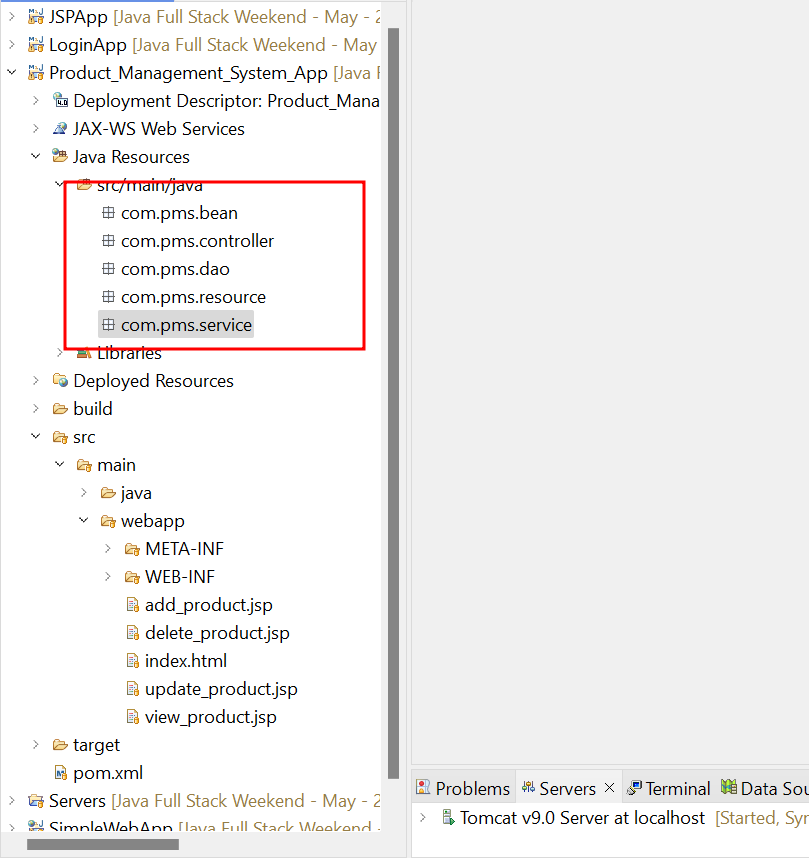 JSPApp [Java Full Stack Weekend - May - 2
LoginApp [Java Full Stack Weekend - May
Product_Management_System_App [Java F
Deployment Descriptor: Product_Mana
JAX-WS Web Services
Java Resources
src/main/java
com.pms.bean
com.pms.controller
com.pms.dao
com.pms.resource
com.pms.service
Libraries
Deployed Resources
build
src
main
java
webapp
META-INF
WEB-INF
add_product.jsp
delete_product.jsp
index.html
update_product.jsp
view_product.jsp
target
pom.xml
Servers [Java Full Stack Weekend - May - 2
SimpleWebApp [Java Full Stack Weekend
Problems Servers Terminal Data Sou
Tomcat v9.0 Server at localhost [Started, Syn